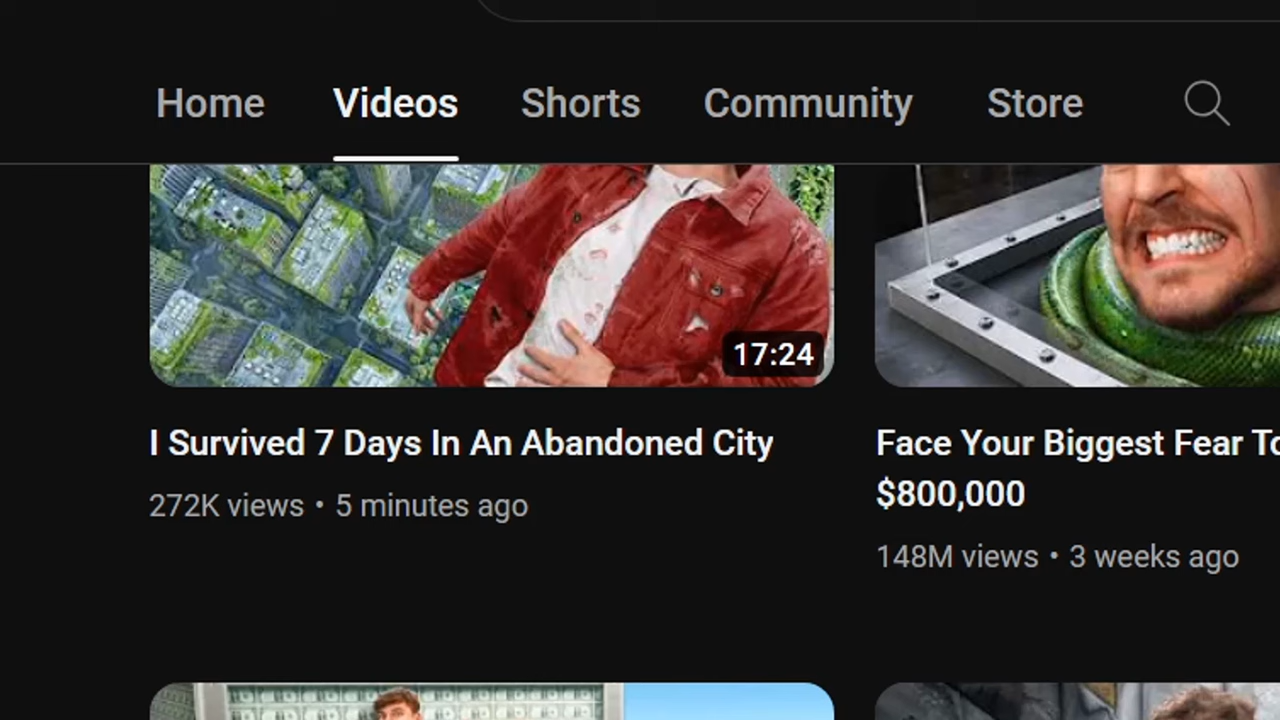 Home Videos Shorts Community Store
17:24
I Survived 7 Days In An Abandoned City
272K views • 5 minutes ago
Face Your Biggest Fear To
$800,000
148M views • 3 weeks ago